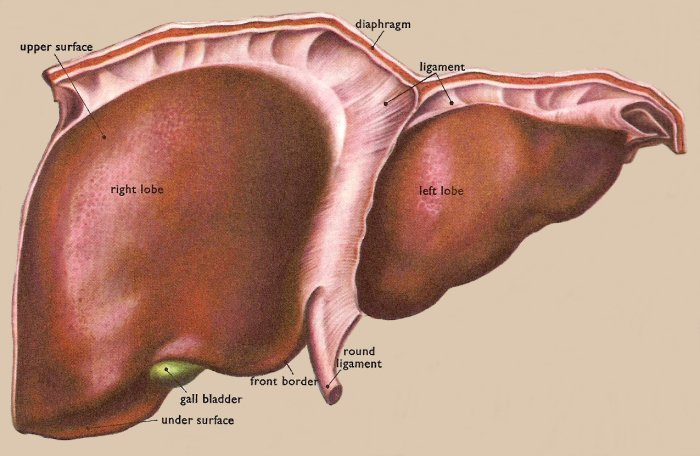 diaphragm
upper surface
ligament
right lobe
left lobe
round
ligament
front border
gall bladder
under surface